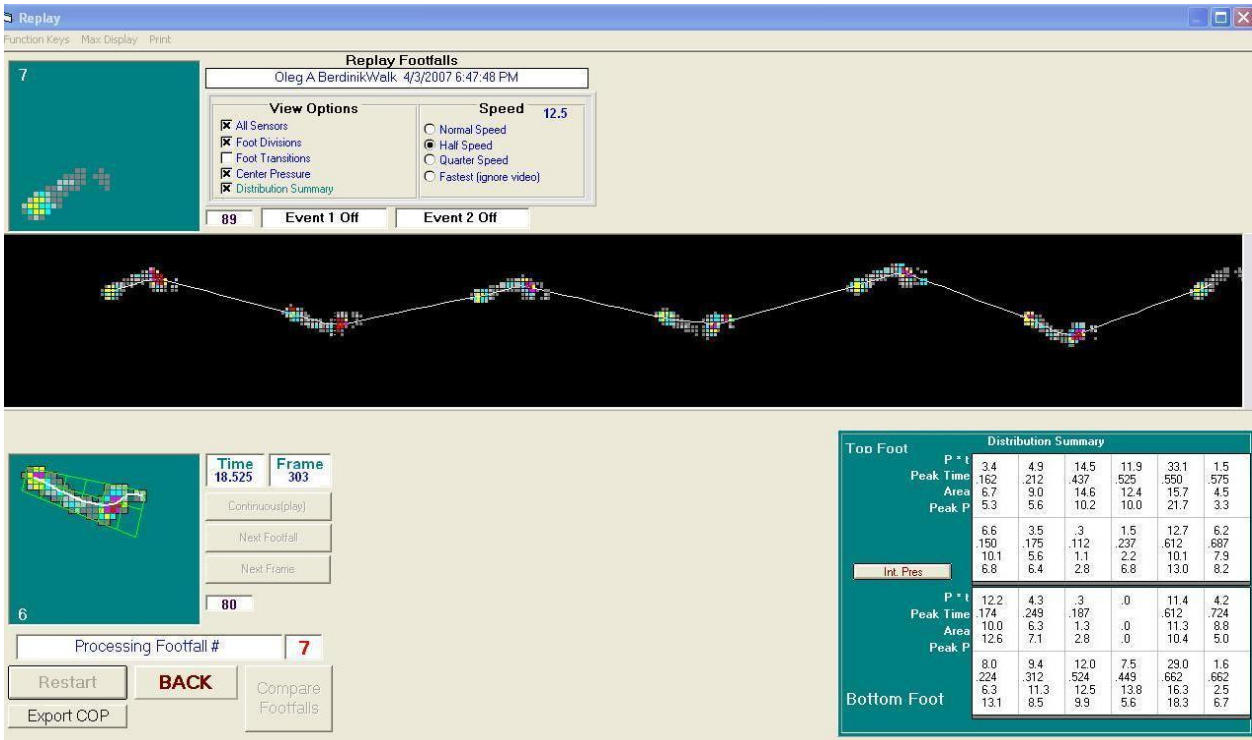 Replay
Function Keys Max Display Print
7
Replay Footfalls
Oleg A BerdinikWalk 4/3/2007 6:47:48 PM
View Options
All Sensors
Foot Divisions
Foot Transitions
Center Pressure
Distribution Summary
Speed 12.5
Normal Speed
Half Speed
Quarter Speed
Fastest (ignore video)
89 Event 1 Off Event 2 Off
Time Frame
18.525 303
Continuous(play)
Next Footfall
Next Frame
80
6
Processing Footfall # 7
Restart BACK Compare Footfalls
Export COP
Top Foot Distribution Summary
P * t 3.4 4.9 14.5 11.9 33.1 1.5
Peak Time .162 .212 .437 .525 .550 .575
Area 6.7 9.0 14.6 12.4 15.7 4.5
Peak P 5.3 5.6 10.2 10.0 21.7 3.3
6.6 3.5 .3 1.5 12.7 6.2
.150 .175 .112 .237 .612 .687
10.1 5.6 1.1 2.2 10.1 7.9
6.8 6.4 2.8 6.8 13.0 8.2
Int. Pres
P * t 12.2 4.3 .3 .0 11.4 4.2
Peak Time .174 .249 .187 .612 .724
Area 10.0 6.3 1.3 .0 11.3 8.8
Peak P 12.6 7.1 2.8 .0 10.4 5.0
8.0 9.4 12.0 7.5 29.0 1.6
.224 .312 .524 .449 .662 .662
6.3 11.3 12.5 13.8 16.3 2.5
13.1 8.5 9.9 5.6 18.3 6.7
Bottom Foot